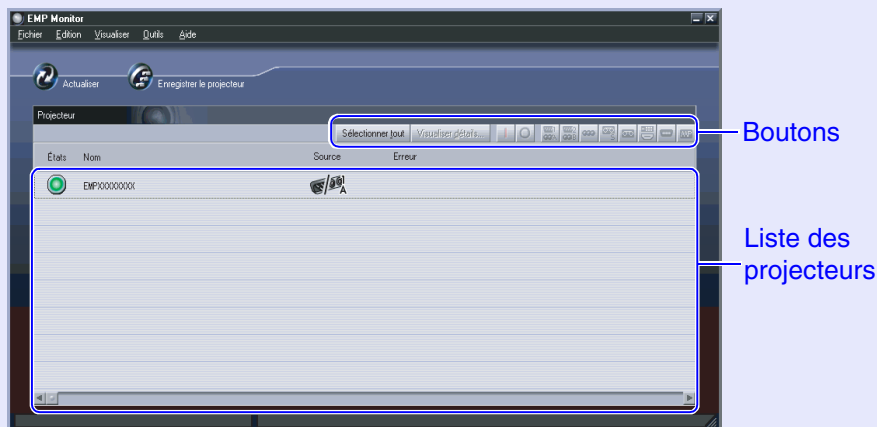 EMP Monitor
Fichier Edition Visualiser Outils Aide
Actualiser Enregistrer le projecteur
Projecteur
Sélectionner tout Visualiser détails...
Boutons
États Nom Source Erreur
EMPXXXXXXXX
Liste des
projecteurs